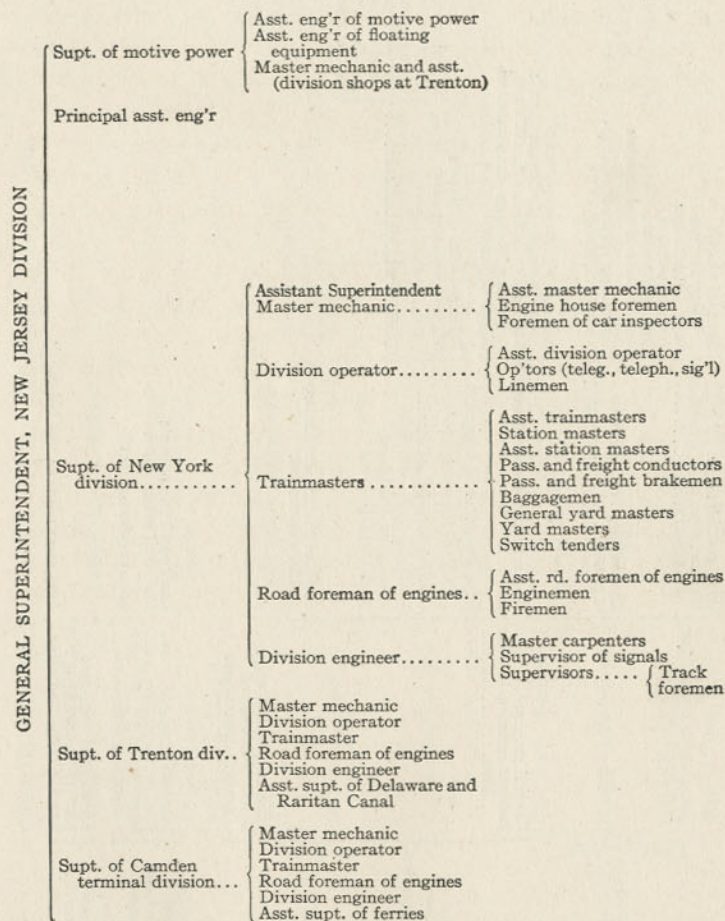 GENERAL SUPERINTENDENT, NEW JERSEY DIVISION
Supt. of motive power
Asst. eng'r of motive power
Asst. eng'r of floating
equipment
Master mechanic and asst.
(division shops at Trenton)
Principal asst. eng'r
Supt. of New York
division...........
Assistant Superintendent
Master mechanic.........
Asst. master mechanic
Engine house foremen
Foremen of car inspectors
Division operator.........
Asst. division operator
Op'tors (teleg., teleph., sig'l)
Linemen
Trainmasters ............
Asst. trainmasters
Station masters
Asst. station masters
Pass. and freight conductors
Pass. and freight brakemen
Baggagemen
General yard masters
Yard masters
Switch tenders
Road foreman of engines..
Asst. rd. foremen of engines
Enginemen
Firemen
Division engineer.........
Master carpenters
Supervisor of signals
Supervisors.....
Track
foremen
Supt. of Trenton div..
Master mechanic
Division operator
Trainmaster
Road foreman of engines
Division engineer
Asst. supt. of Delaware and
Raritan Canal
Supt. of Camden
terminal division...
Master mechanic
Division operator
Trainmaster
Road foreman of engines
Division engineer
Asst. supt. of ferries